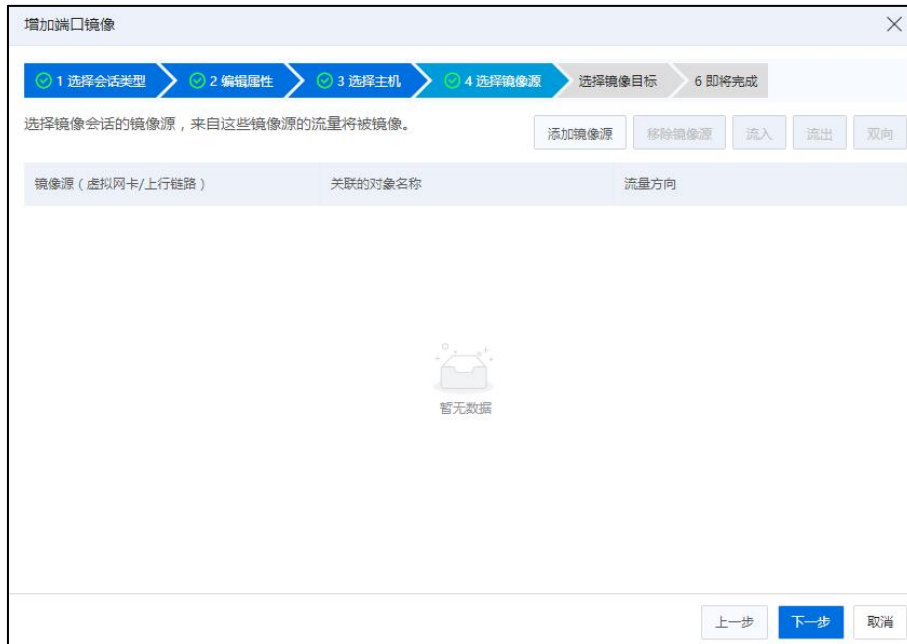 增加端口镜像
1 选择会话类型 2 编辑属性 3 选择主机 4 选择镜像源 选择镜像目标 6 即将完成
选择镜像会话的镜像源，来自这些镜像源的流量将被镜像。 添加镜像源 移除镜像源 流入 流出 双向
镜像源（虚拟网卡/上行链路） 关联的对象名称 流量方向
暂无数据
上一步 下一步 取消